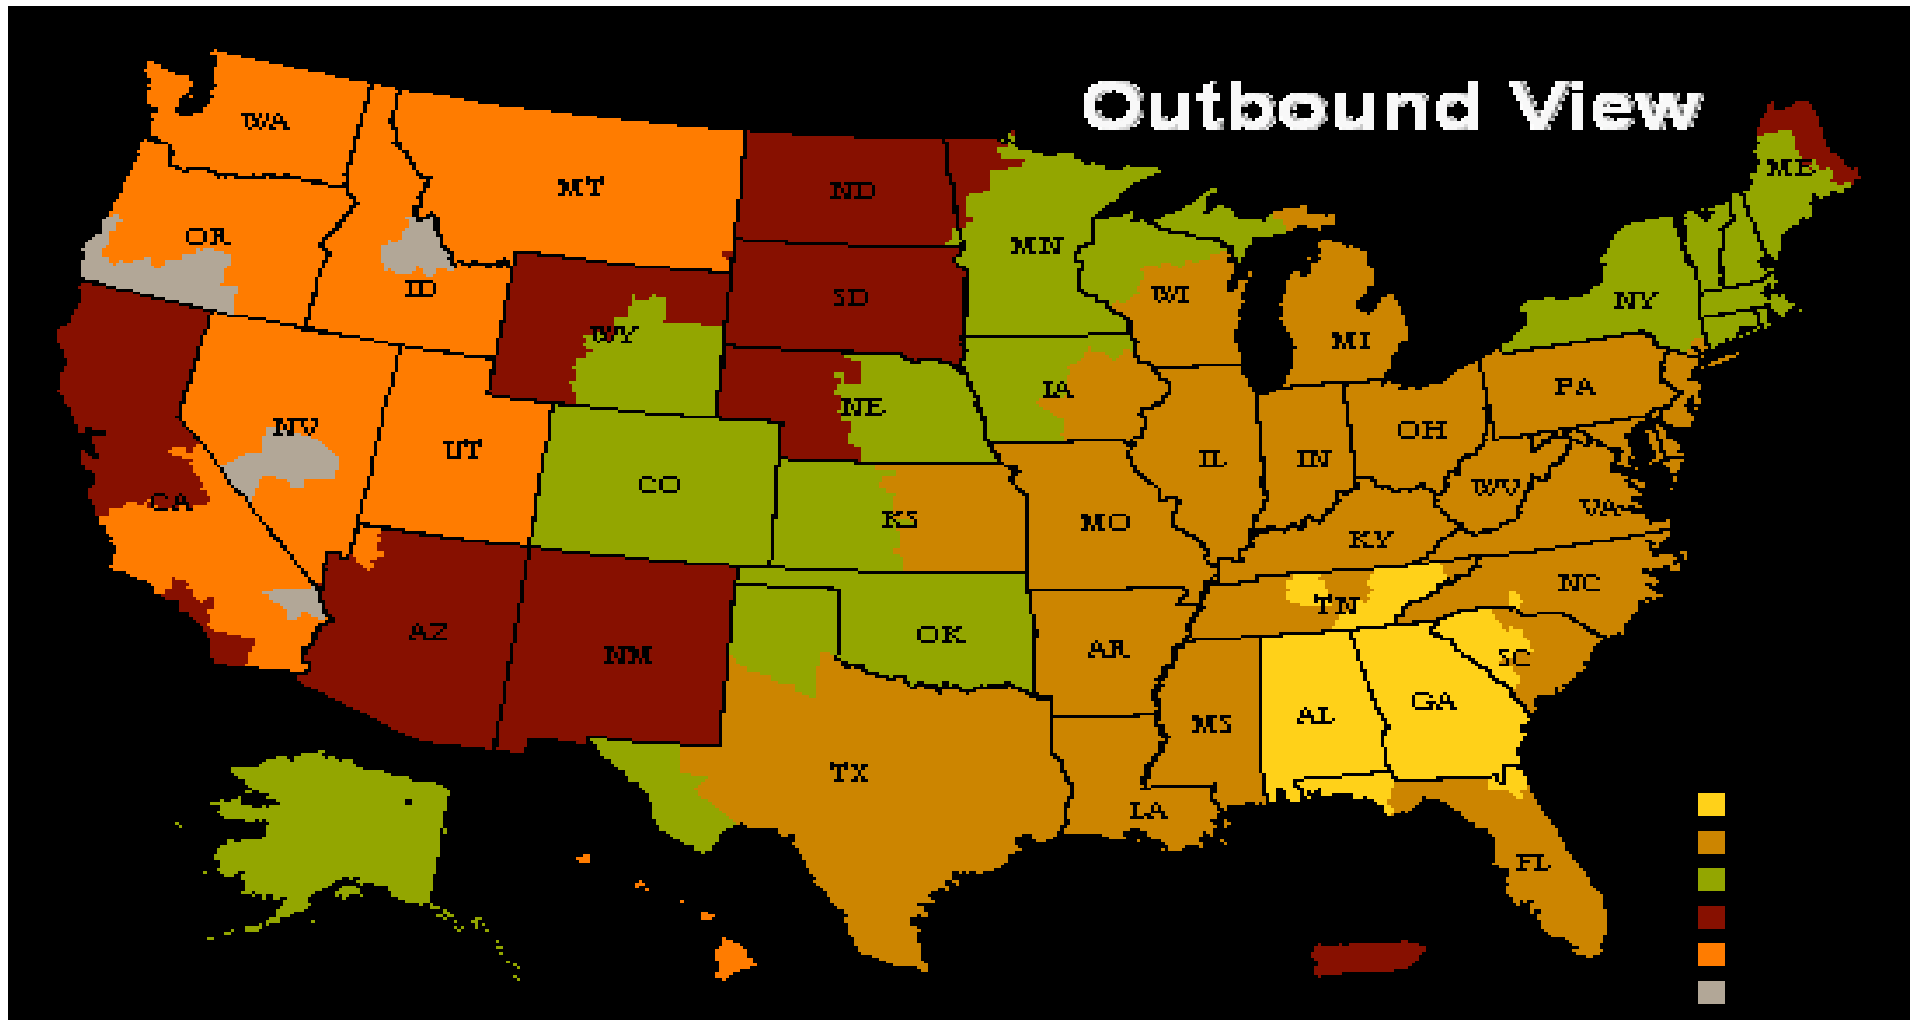 Outbound View
WA
MT
ND
ME
OR
MN
ID
SD
WI
NY
WY
MI
IA
PA
NE
NV
UT
OH
CO
IL
IN
CA
KS
MO
WV
VA
KY
NC
TN
AZ
NM
OK
AR
SC
MS
AL
GA
TX
LA
FL